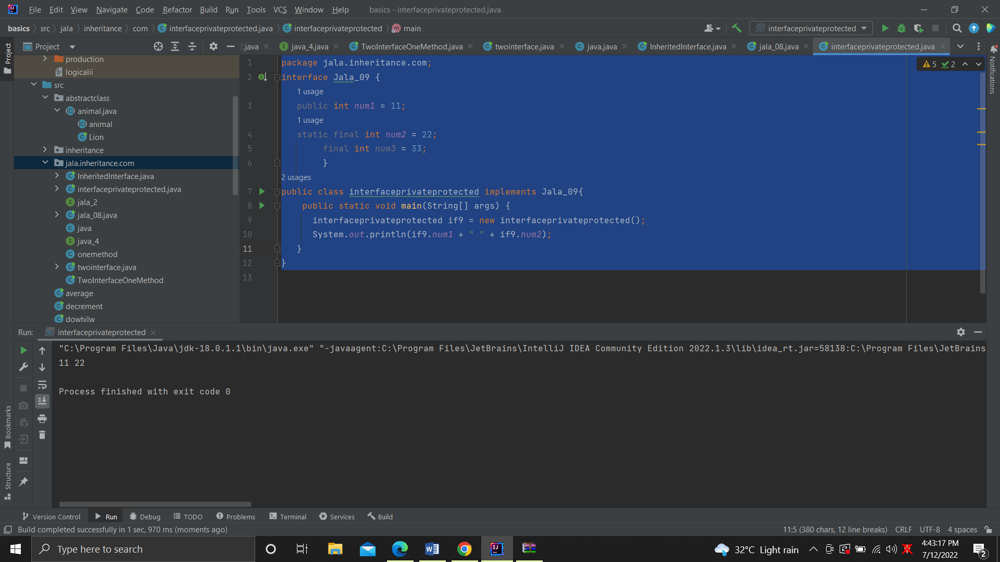 File Edit View Navigate Code Refactor Build Run Tools VCS Window Help basics - interfaceprivateprotected.java
basics src jala inheritance com interfaceprivateprotected.java interfaceprivateprotected main
interfaceprivateprotected
Project
2.java java_4.java TwoInterfaceOneMethod.java twointerface.java java.java InheritedInterface.java jala_08.java interfaceprivateprotected.java
Project
production
logicalii
src
abstractclass
animal.java
animal
Lion
inheritance
jala.inheritance.com
InheritedInterface.java
interfaceprivateprotected.java
jala_2
jala_08.java
java
java_4
onemethod
twointerface.java
TwoInterfaceOneMethod
average
decrement
dowhilw
1 package jala.inheritance.com;
2 interface Jala_09 {
1 usage
3 public int num1 = 11;
1 usage
4 static final int num2 = 22;
5 final int num3 = 33;
6 }
2 usages
7 public class interfaceprivateprotected implements Jala_09{
8 public static void main(String[] args) {
9 interfaceprivateprotected if9 = new interfaceprivateprotected();
10 System.out.println(if9.num1 + " " + if9.num2);
11 }
12 }
13
5 2
Notifications
Run: interfaceprivateprotected
"C:\Program Files\Java\jdk-18.0.1.1\bin\java.exe" "-javaagent:C:\Program Files\JetBrains\IntelliJ IDEA Community Edition 2022.1.3\lib\idea_rt.jar=58138:C:\Program Files\JetBrains
11 22
Process finished with exit code 0
Bookmarks
Structure
Version Control Run Debug TODO Problems Terminal Services Build
Build completed successfully in 1 sec, 970 ms (moments ago)
11:5 (380 chars, 12 line breaks) CRLF UTF-8 4 spaces
Type here to search
32°C Light rain
4:43:17 PM
7/12/2022
2